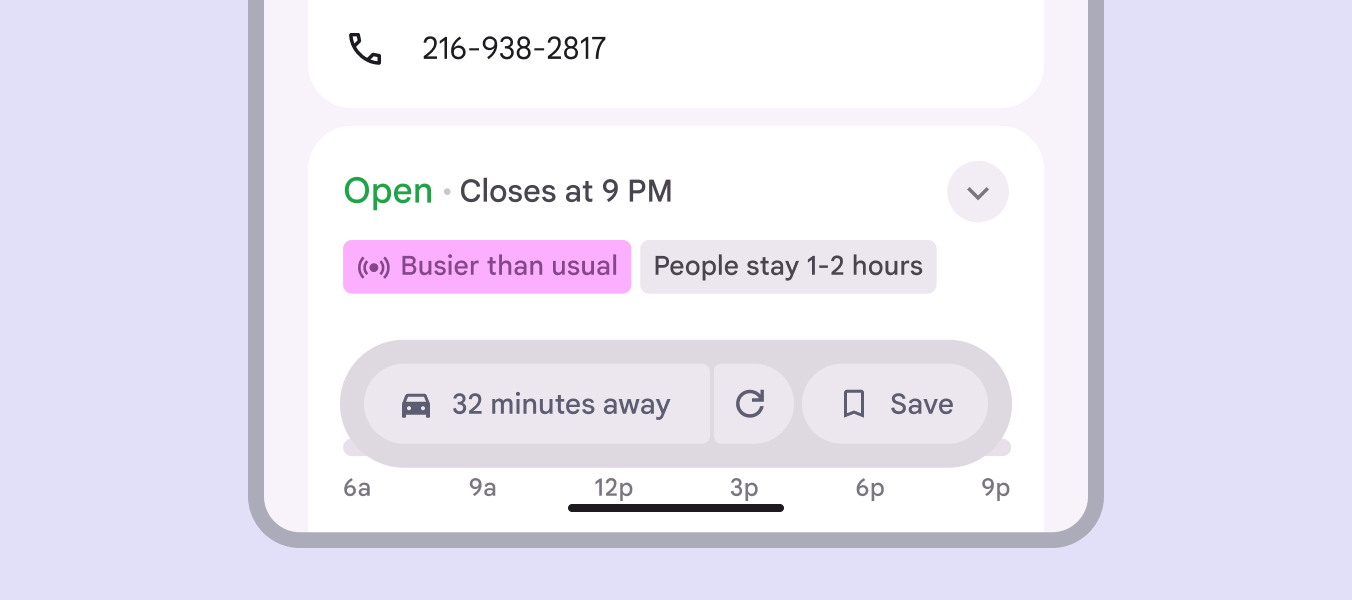 216-938-2817
Open • Closes at 9 PM
Busier than usual People stay 1-2 hours
32 minutes away Save
6a 9a 12p 3p 6p 9p